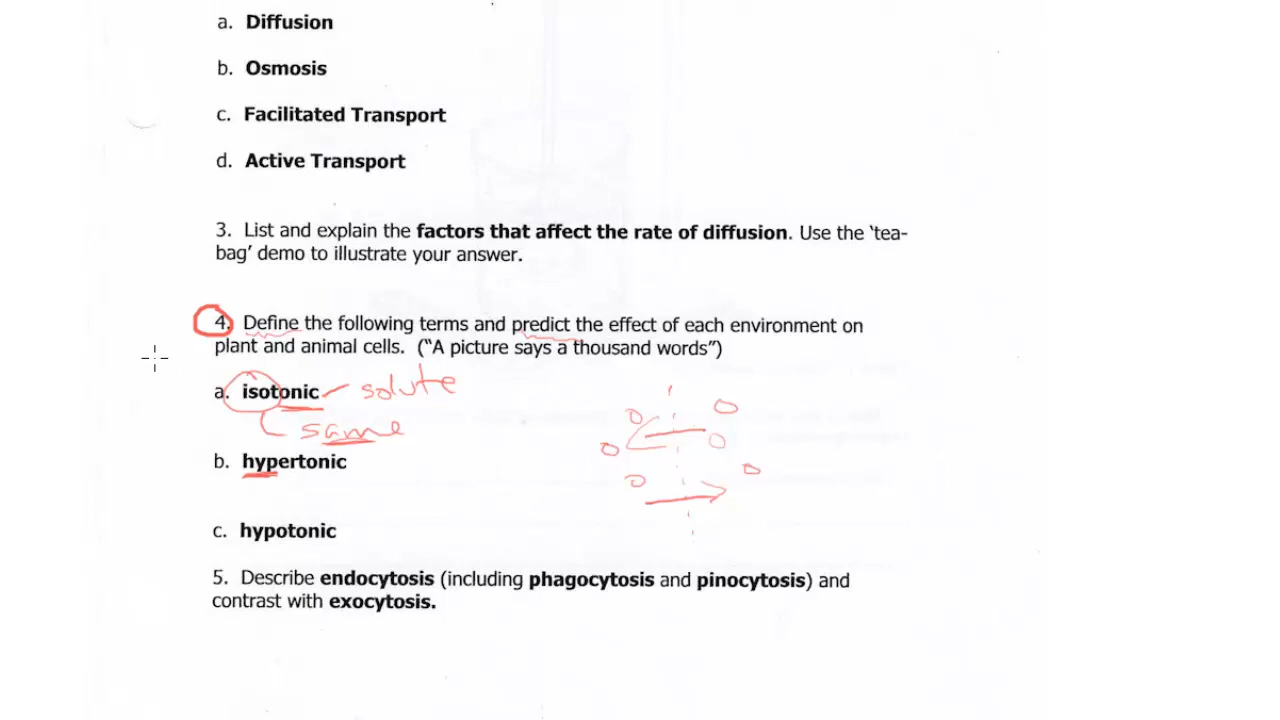 a. Diffusion
b. Osmosis
c. Facilitated Transport
d. Active Transport
3. List and explain the factors that affect the rate of diffusion. Use the ‘tea-
bag’ demo to illustrate your answer.
4. Define the following terms and predict the effect of each environment on
plant and animal cells. (“A picture says a thousand words”)
a. isotonic solute
same
b. hypertonic
c. hypotonic
5. Describe endocytosis (including phagocytosis and pinocytosis) and
contrast with exocytosis.